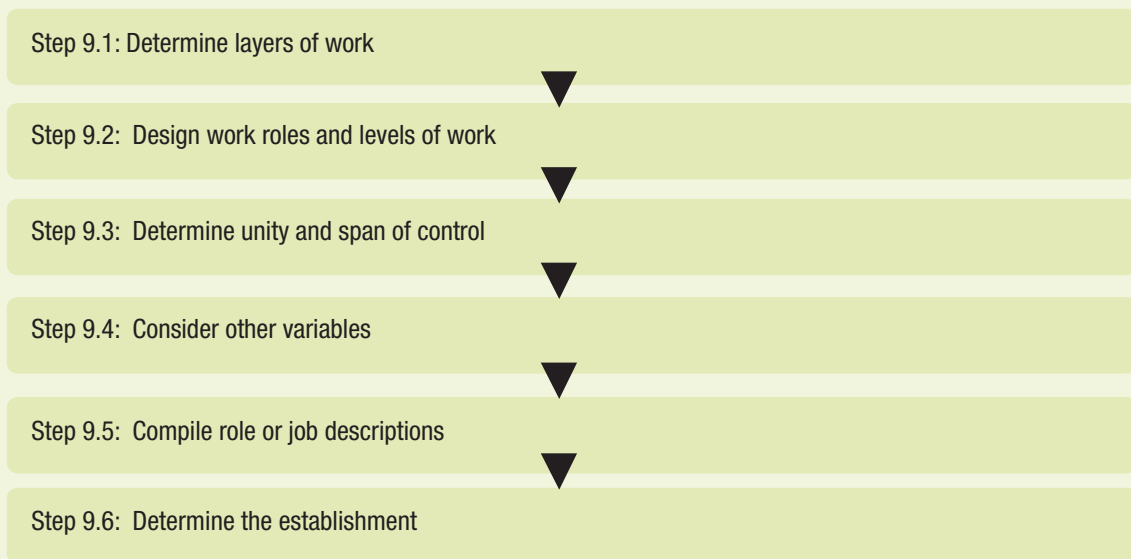 Step 9.1: Determine layers of work
Step 9.2: Design work roles and levels of work
Step 9.3: Determine unity and span of control
Step 9.4: Consider other variables
Step 9.5: Compile role or job descriptions
Step 9.6: Determine the establishment